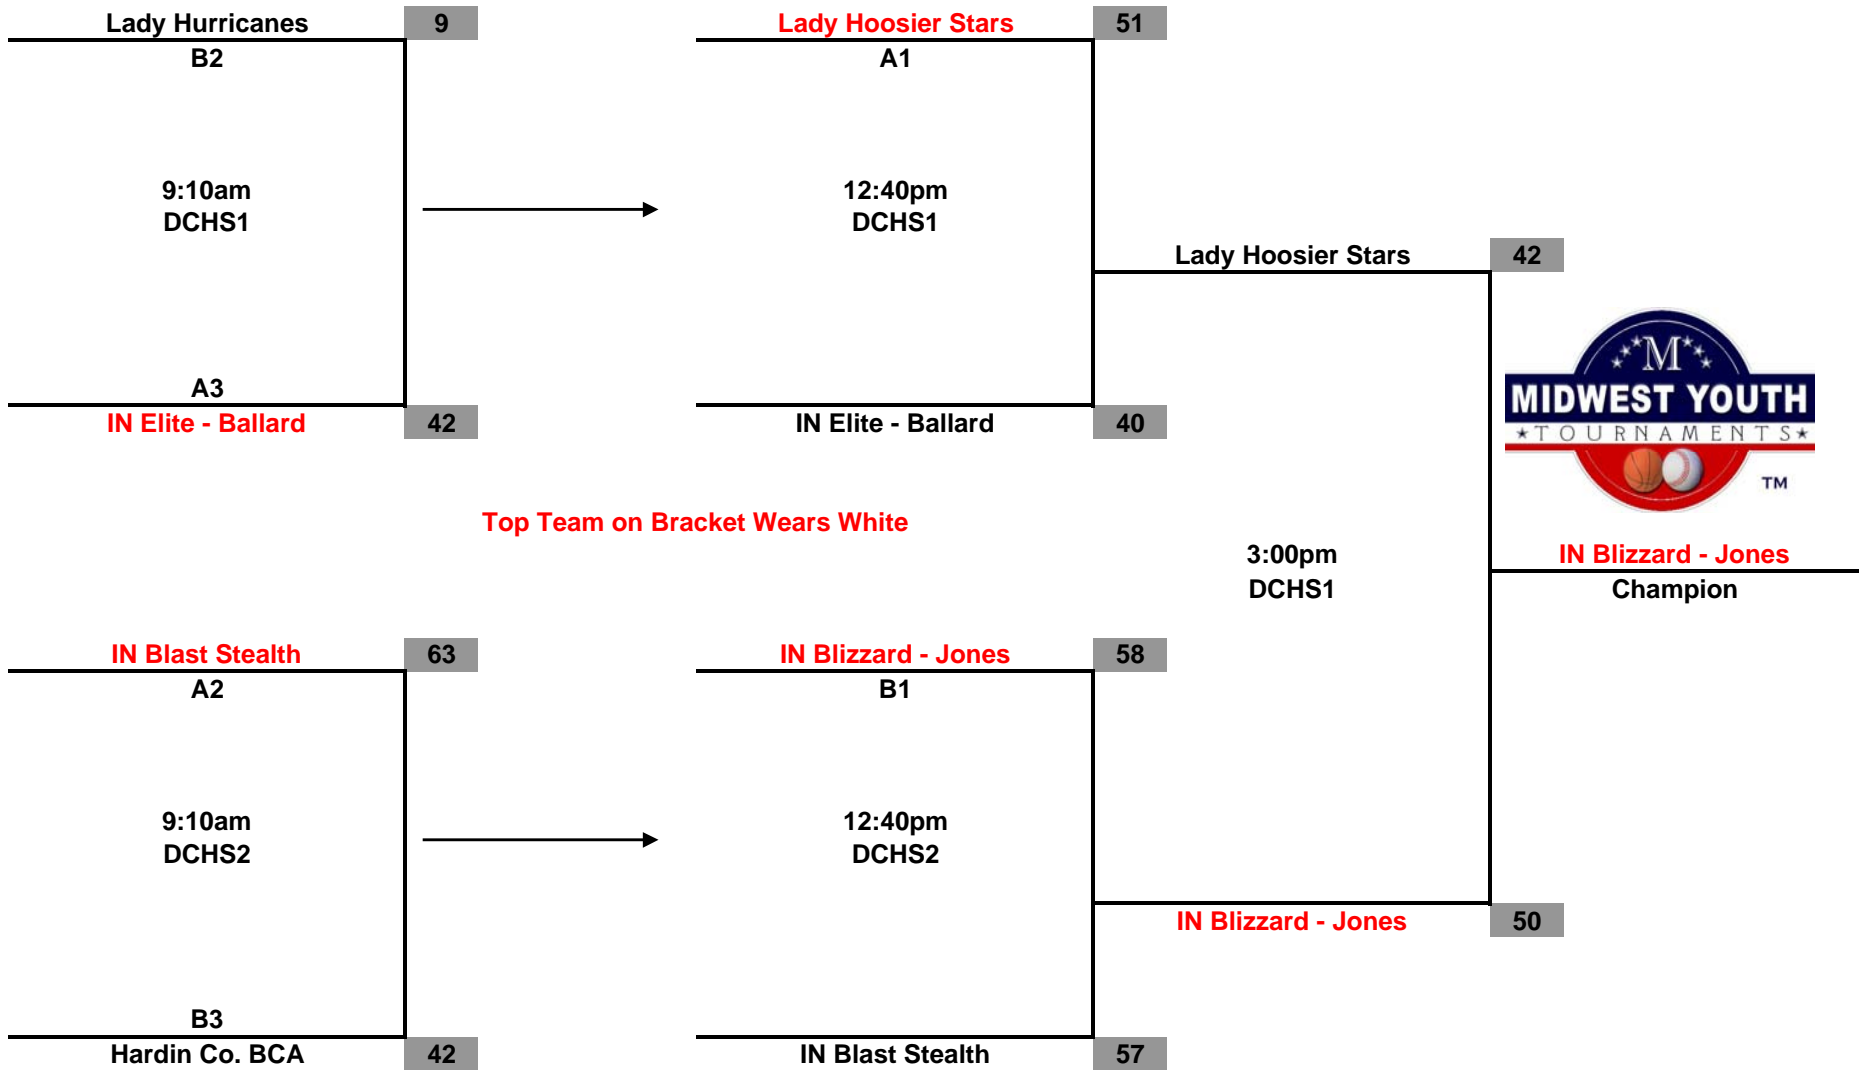 Lady Hurricanes 9
B2
9:10am
DCHS1
A3
IN Elite - Ballard 42
Lady Hoosier Stars 51
A1
12:40pm
DCHS1
IN Elite - Ballard 40
Lady Hoosier Stars 42
M
MIDWEST YOUTH
TOURNAMENTS
TM
Top Team on Bracket Wears White
3:00pm
DCHS1
IN Blizzard - Jones
Champion
IN Blast Stealth 63
A2
9:10am
DCHS2
B3
Hardin Co. BCA 42
IN Blizzard - Jones 58
B1
12:40pm
DCHS2
IN Blast Stealth 57
IN Blizzard - Jones 50